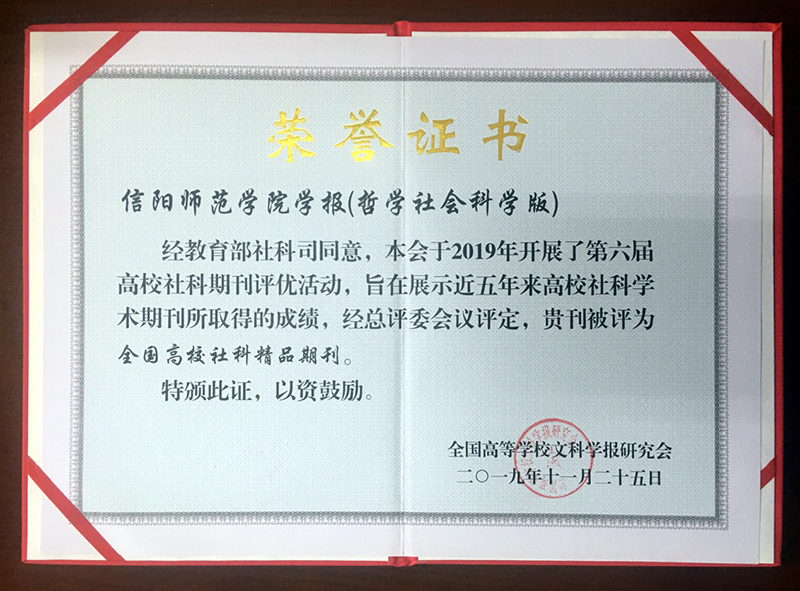 荣誉证书
信阳师范学院学报(哲学社会科学版)
经教育部社科司同意，本会于2019年开展了第六届
高校社科期刊评优活动，旨在展示近五年来高校社科学
术期刊所取得的成绩，经总评委会议评定，贵刊被评为
全国高校社科精品期刊。
特颁此证，以资鼓励。
全国高等学校文科学报研究会
二〇一九年十一月二十五日